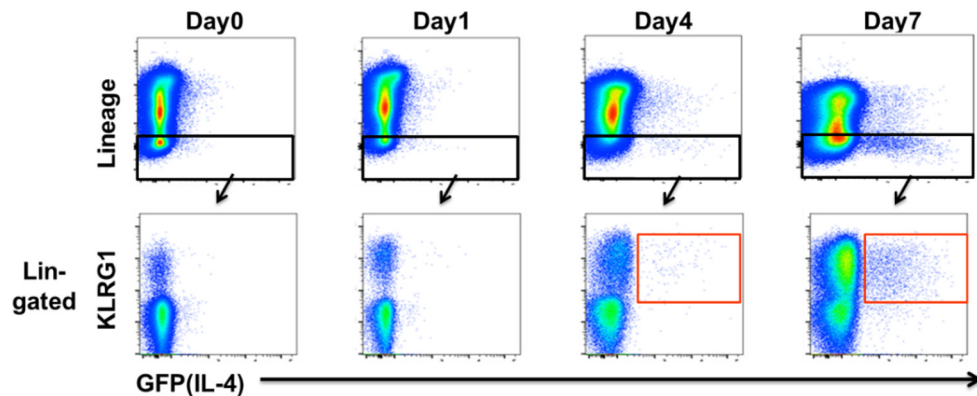 Day0 Day1 Day4 Day7
Lineage
Lin-
gated
KLRG1
GFP(IL-4)